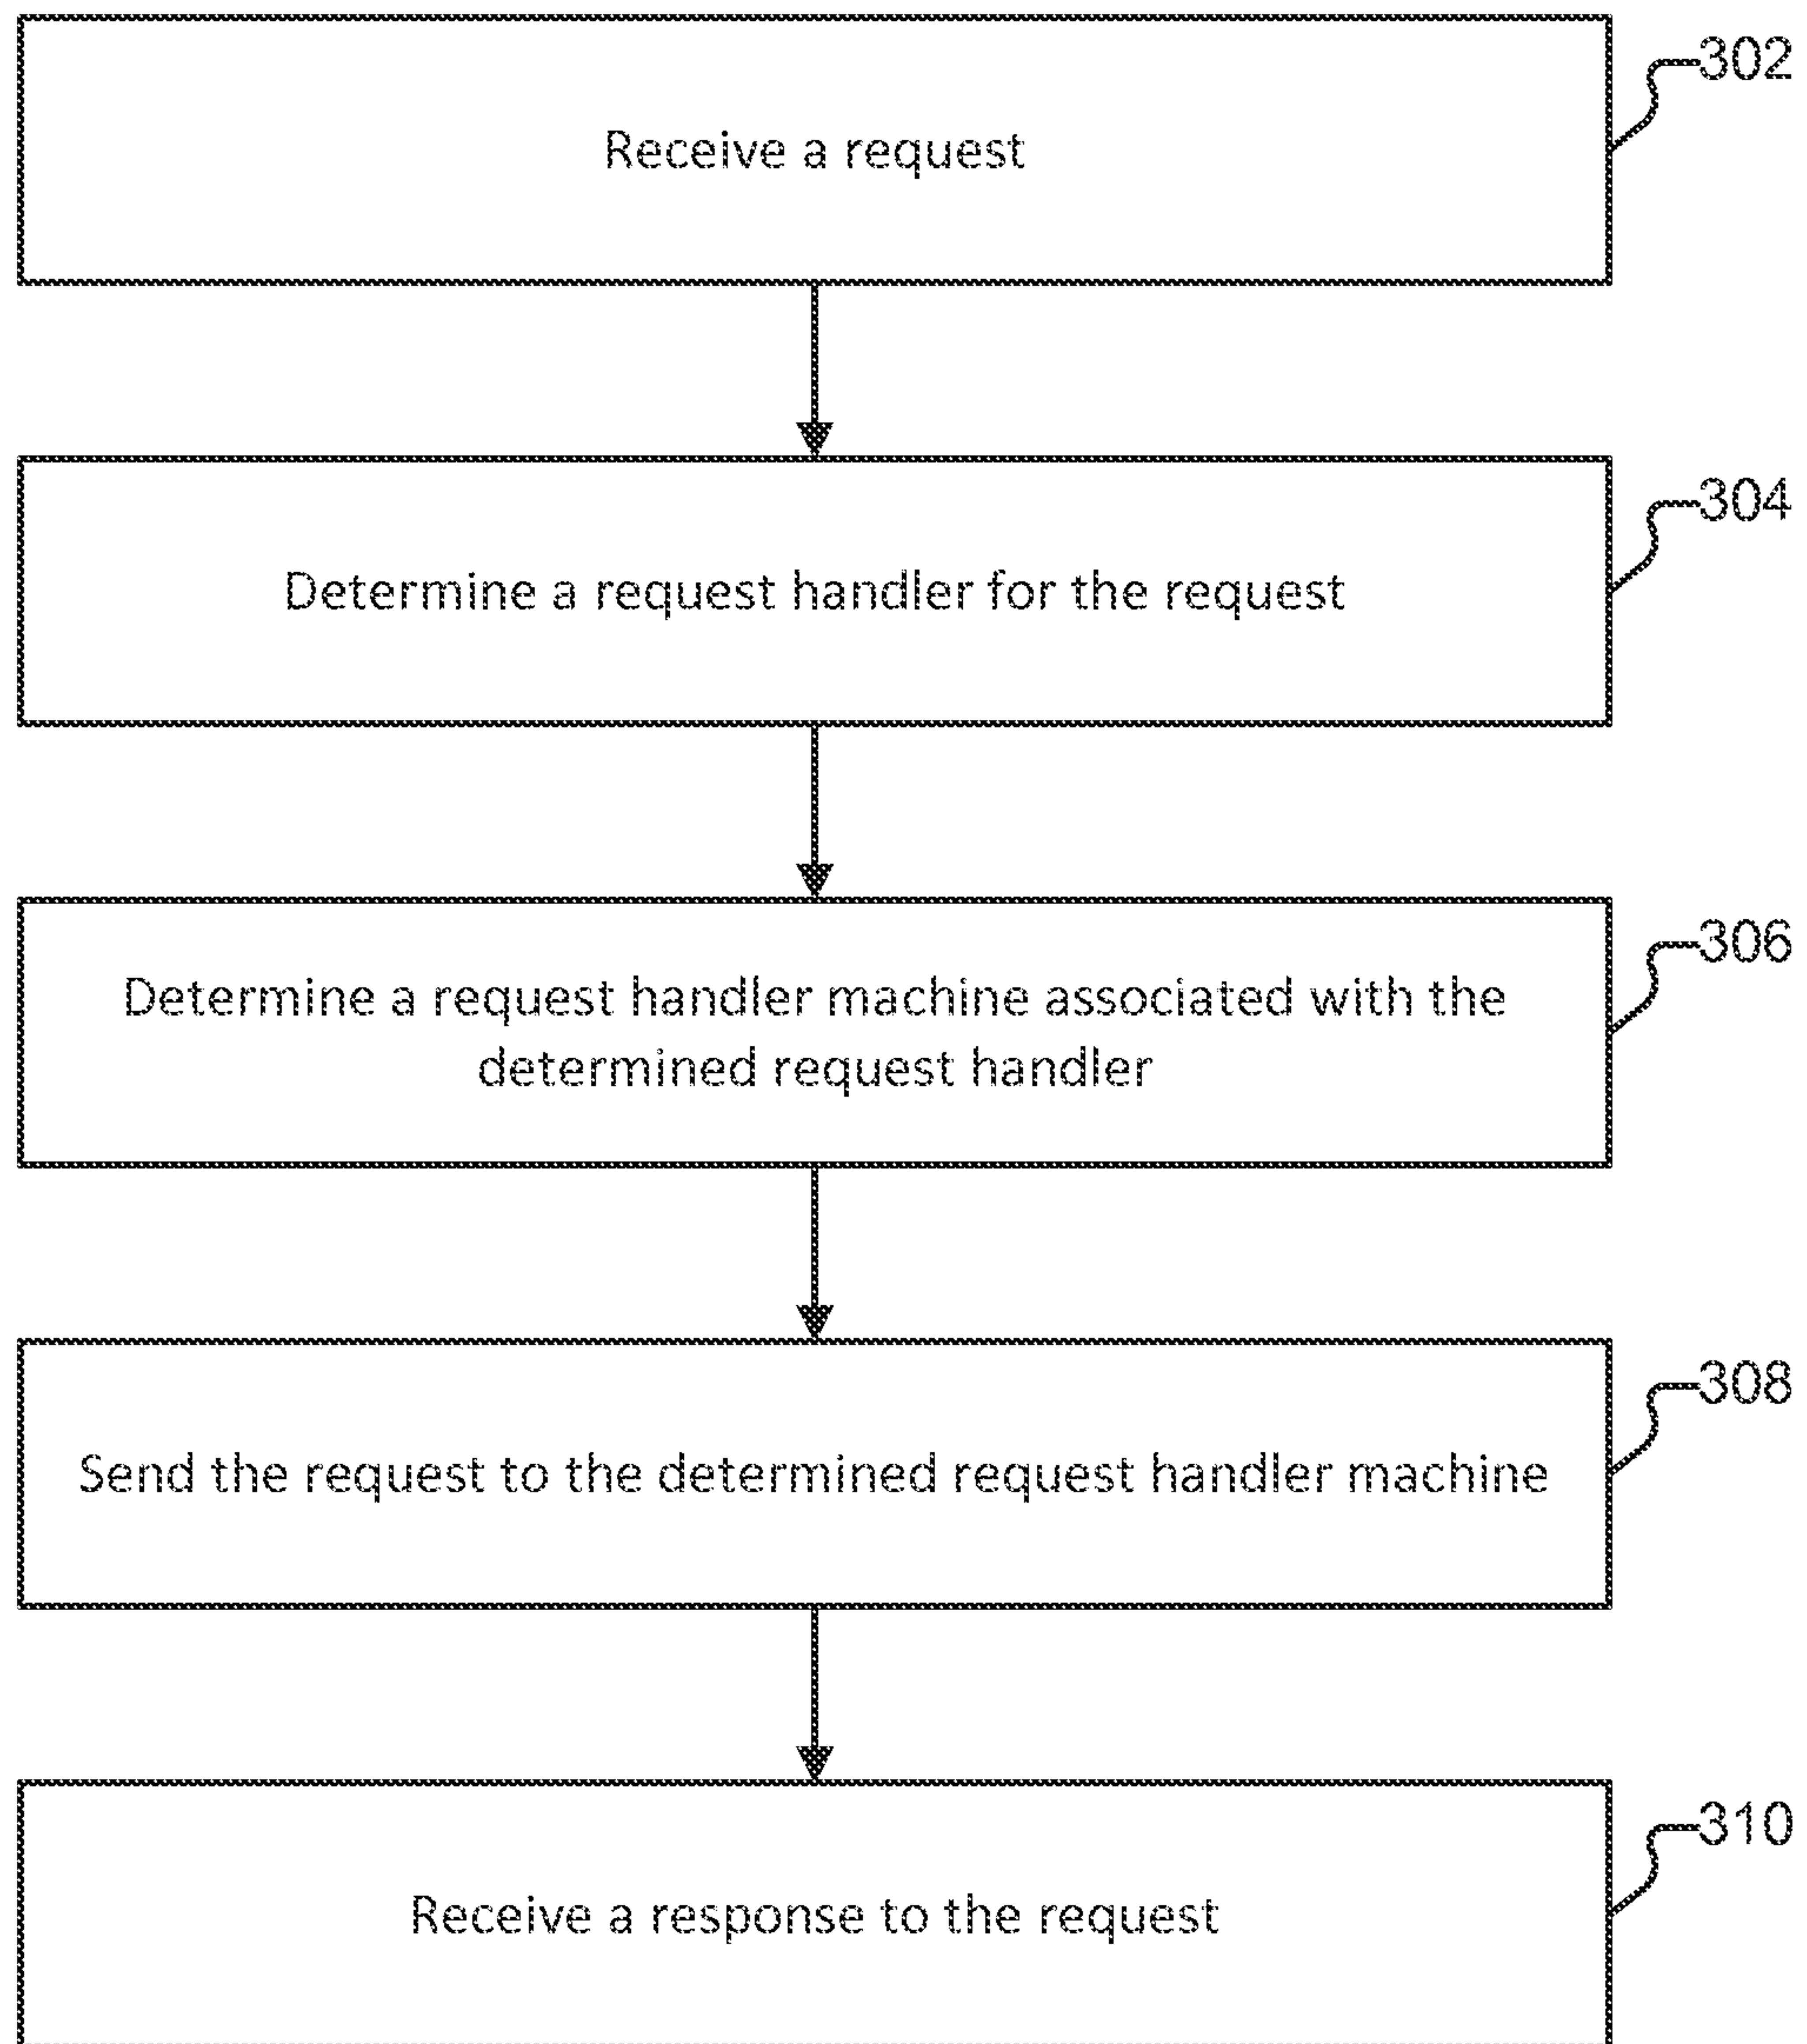 302
Receive a request
304
Determine a request handler for the request
306
Determine a request handler machine associated with the
determined request handler
308
Send the request to the determined request handler machine
310
Receive a response to the request